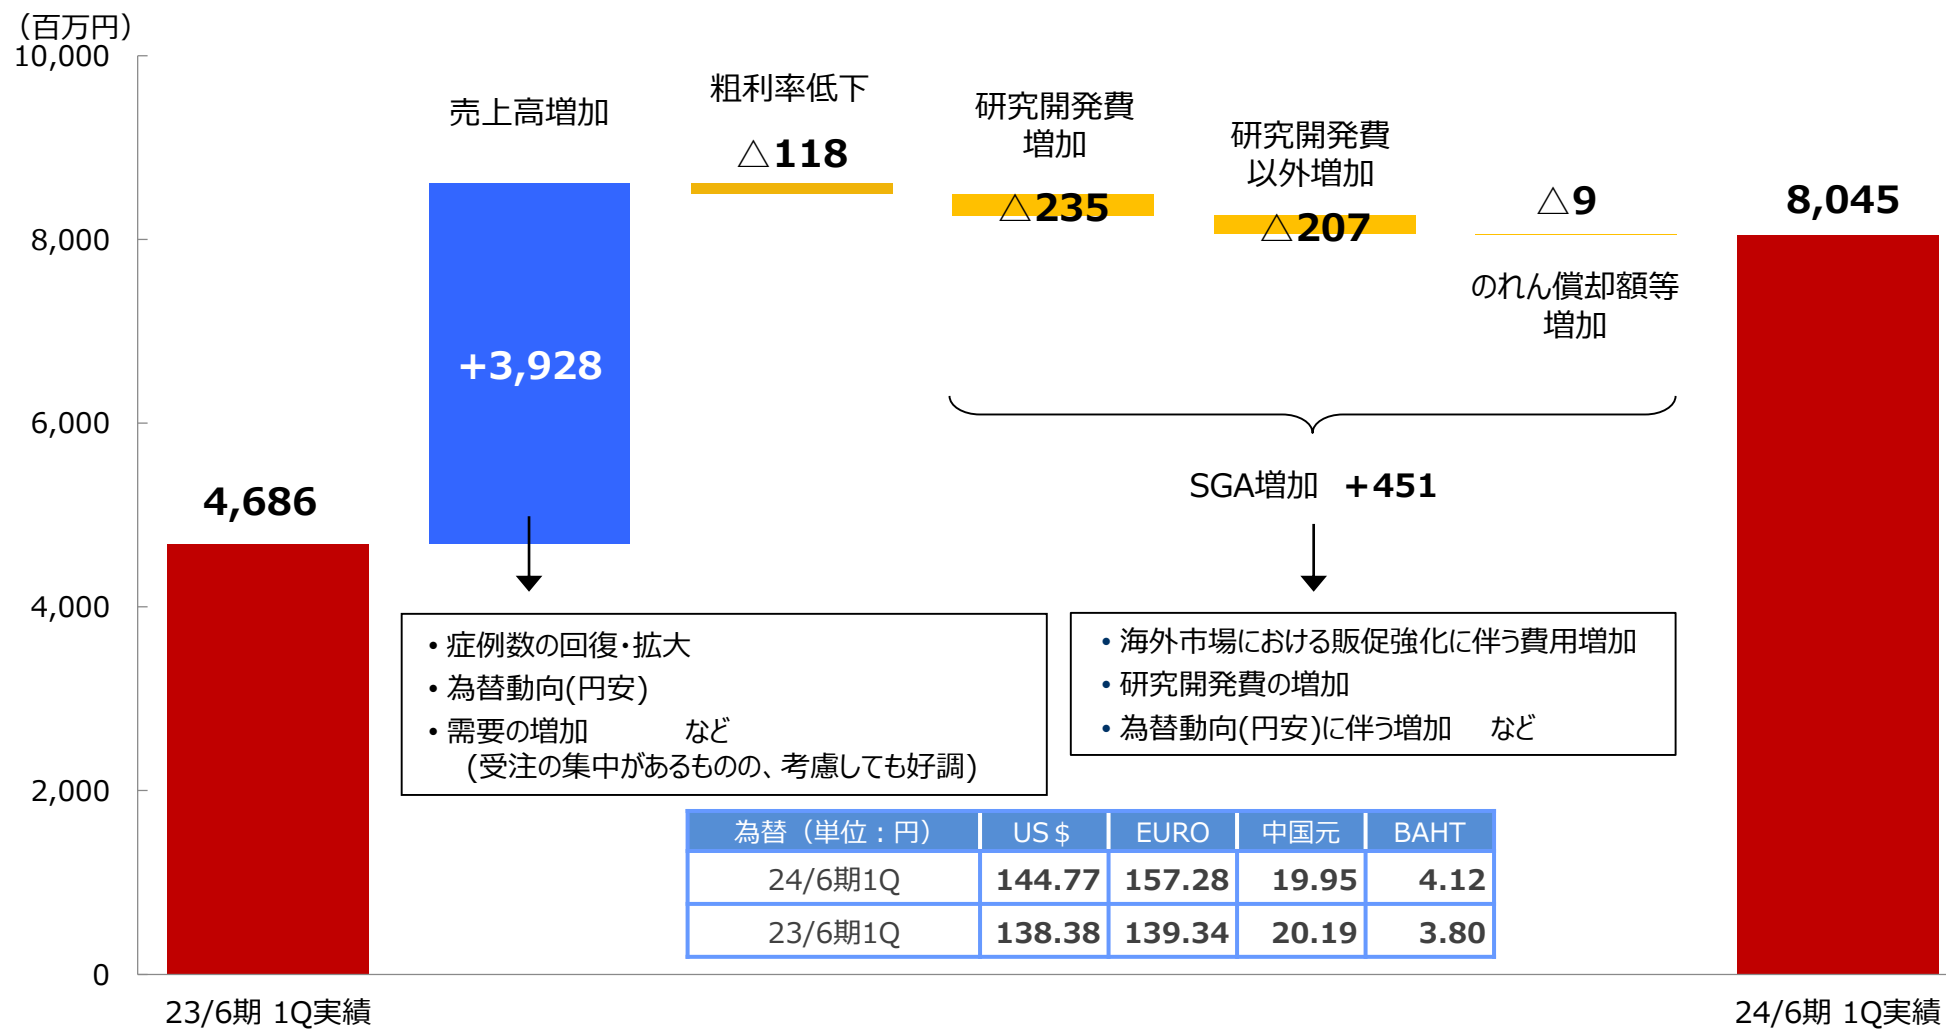 （百万円）
10,000
8,000
6,000
4,000
2,000
0
4,686
23/6期 1Q実績
売上高増加
+3,928
粗利率低下
△118
研究開発費
増加
△235
研究開発費
以外増加
△207
△9
のれん償却額等
増加
8,045
24/6期 1Q実績
SGA増加 +451
・症例数の回復・拡大
・為替動向(円安)
・需要の増加 など
(受注の集中があるものの、考慮しても好調)
・海外市場における販促強化に伴う費用増加
・研究開発費の増加
・為替動向(円安)に伴う増加 など
為替（単位：円） US＄ EURO 中国元 BAHT
24/6期1Q 144.77 157.28 19.95 4.12
23/6期1Q 138.38 139.34 20.19 3.80